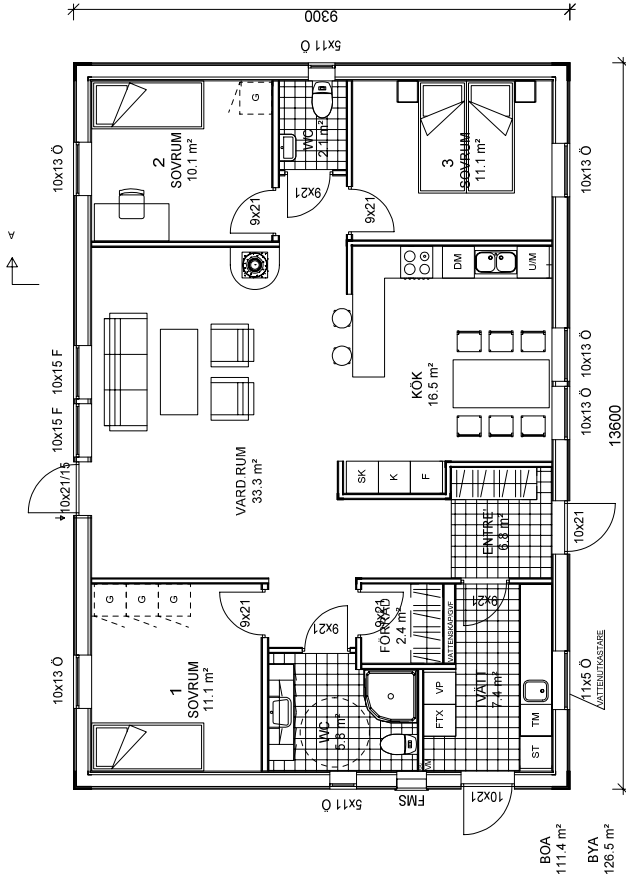 9300
5x11 Ö
10x13 Ö
2
SOVRUM
10.1 m²
G
WC
2.1 m²
3
SOVRUM
11.1 m²
10x13 Ö
9x21
9x21
9x21
A
DM
U/M
10x15 F
10x15 F
10x21/15
VARD.RUM
33.3 m²
KÖK
16.5 m²
10x13 Ö
10x13 Ö
13600
SK
K
F
ENTRE'
6.8 m²
10x21
10x13 Ö
G
G
G
1
SOVRUM
11.1 m²
9x21
9x21
9x21
FÖRRÅD
2.4 m²
VATTENSKÅP/GVF
9x21
VÄTT
7.4 m²
VP
FTX
WC
5.8 m²
TM
ST
11x5 Ö
VATTENUTKASTARE
5x11 Ö
FMS
10x21
BOA
111.4 m²
BYA
126.5 m²